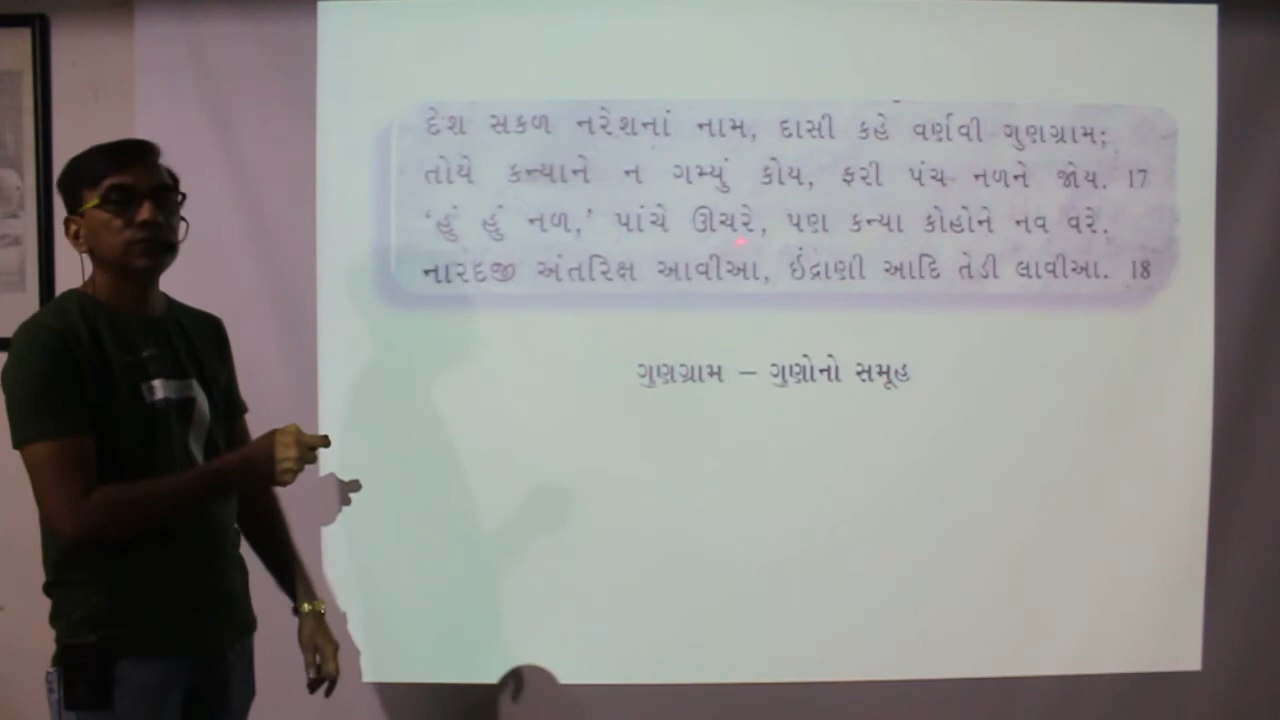 દેશ સકળ નરેશનાં નામ, દાસી કહે વર્ણવી ગુણગ્રામ;
તોયે કન્યાને ન ગમ્યું કોય, ફરી પંચ નળને જોય. 17
‘હું હું નળ,’ પાંચે ઊચરે, પણ કન્યા કોહોને નવ વરે.
નારદજી અંતરિક્ષ આવીઆ, ઇંદ્રાણી આદિ તેડી લાવીઆ. 18
ગુણગ્રામ – ગુણોનો સમૂહ
7